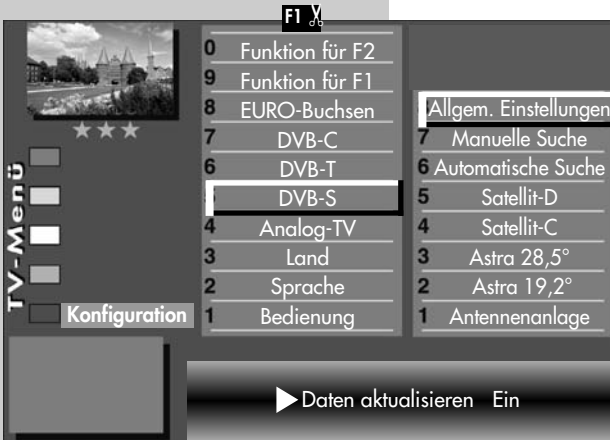 F1
0 Funktion für F2
9 Funktion für F1
8 EURO-Buchsen
7 DVB-C
6 DVB-T
DVB-S
4 Analog-TV
3 Land
2 Sprache
1 Bedienung
Allgem. Einstellungen
7 Manuelle Suche
6 Automatische Suche
5 Satellit-D
4 Satellit-C
3 Astra 28,5°
2 Astra 19,2°
1 Antennenanlage
TV-Menü
Konfiguration
Daten aktualisieren Ein